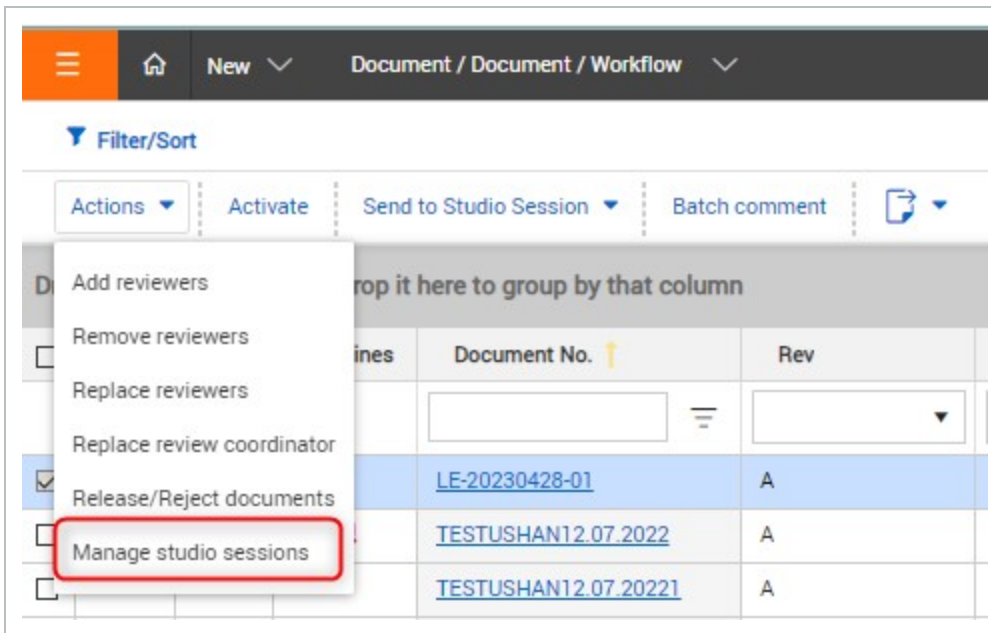 New
Document / Document / Workflow
Filter/Sort
Actions
Activate
Send to Studio Session
Batch comment
rop it here to group by that column
Add reviewers
Remove reviewers
Replace reviewers
Replace review coordinator
Release/Reject documents
Manage studio sessions
ines
Document No.
Rev
LE-20230428-01
A
TESTUSHAN12.07.2022
A
TESTUSHAN12.07.20221
A